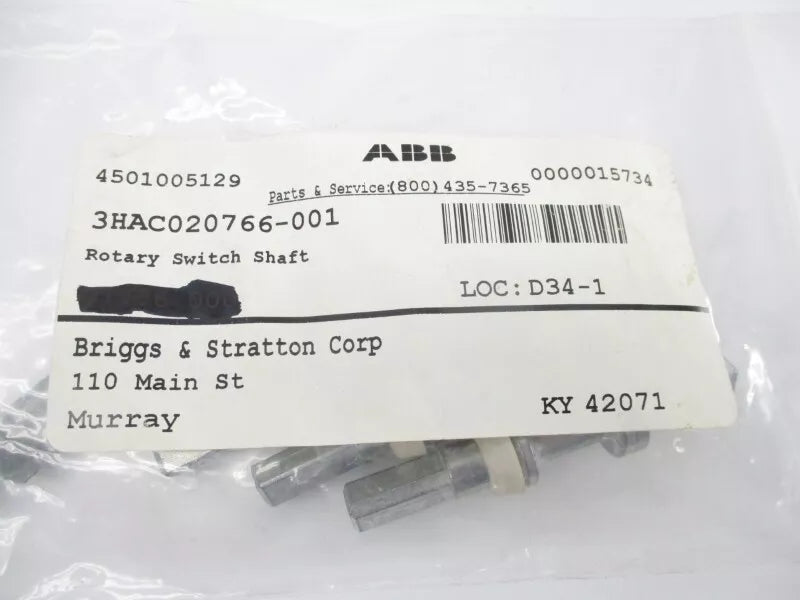 ABB
4501005129
0000015734
Parts & Service:(800)435-7365
3HAC020766-001
Rotary Switch Shaft
LOC: D34-1
Briggs & Stratton Corp
110 Main St
Murray KY 42071